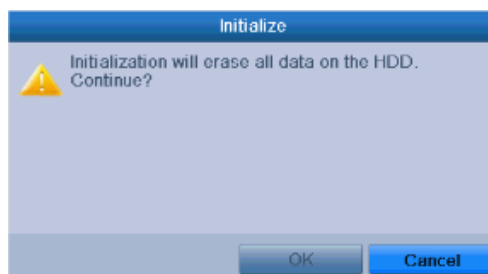 Initialize
Initialization will erase all data on the HDD.
Continue?
OK
Cancel